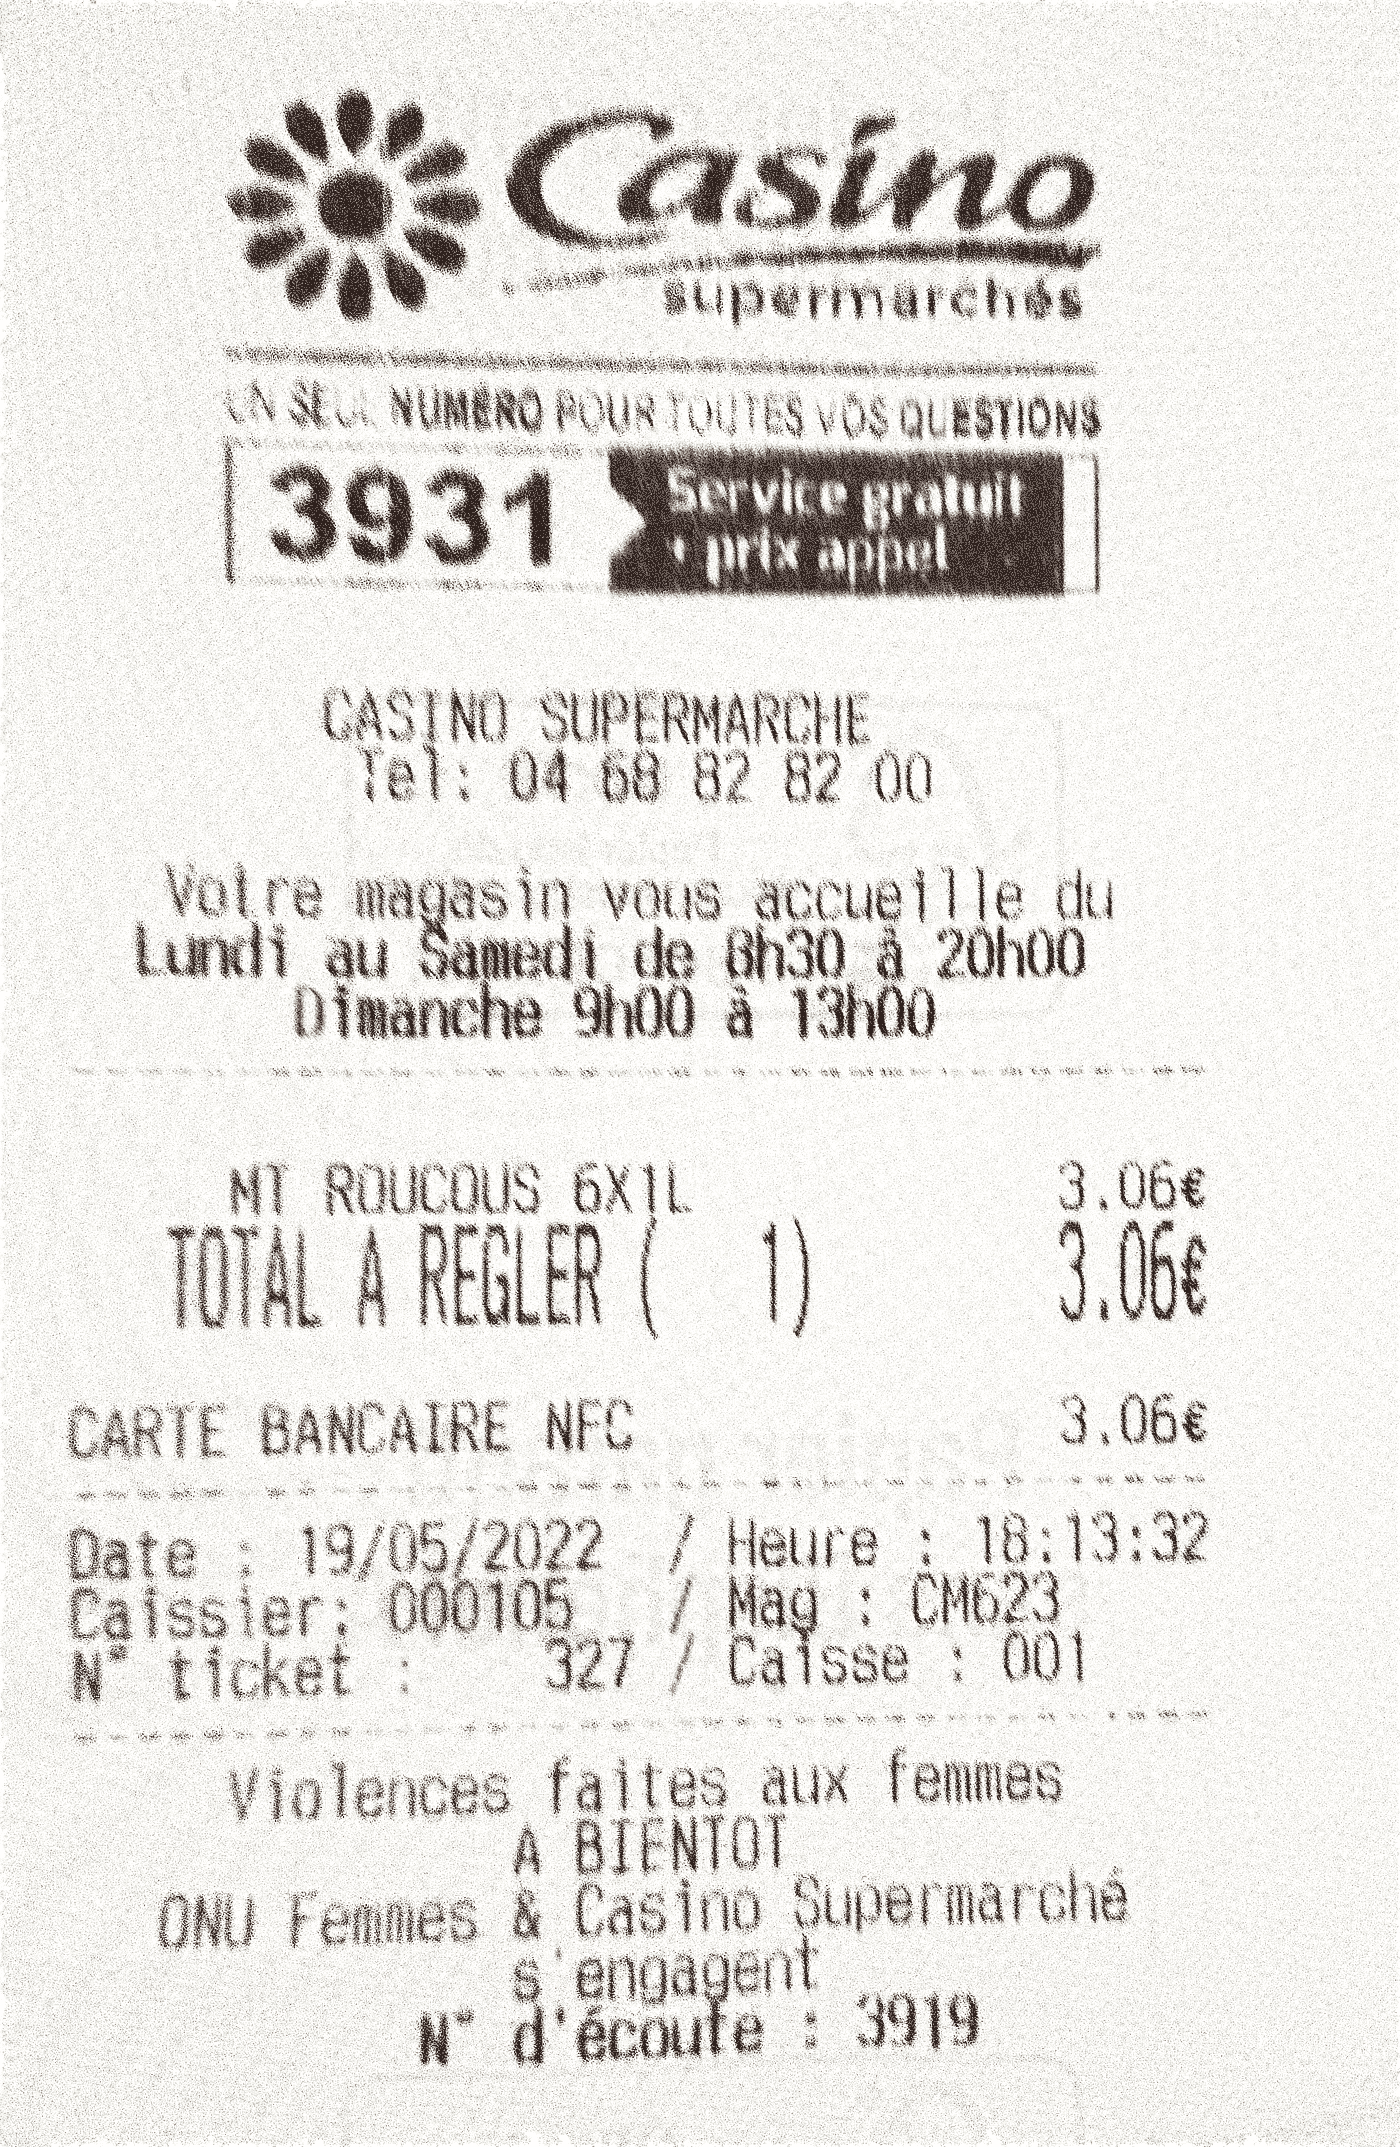 Casino
supermarchés
UN SEUL NUMÉRO POUR TOUTES VOS QUESTIONS
3931
Service gratuit
+ prix appel
CASINO SUPERMARCHE
Tel: 04 68 82 82 00
Votre magasin vous accueille du
Lundi au Samedi de 8h30 à 20h00
Dimanche 9h00 à 13h00
MT ROUCOUS 6X1L 3.06€
TOTAL A REGLER ( 1) 3.06€
CARTE BANCAIRE NFC 3.06€
Date : 19/05/2022 / Heure : 18:13:32
Caissier: 000105 / Mag : CM623
N° ticket : 327 / Caisse : 001
Violences faites aux femmes
A BIENTOT
ONU Femmes & Casino Supermarché
s'engagent
N° d'écoute : 3919